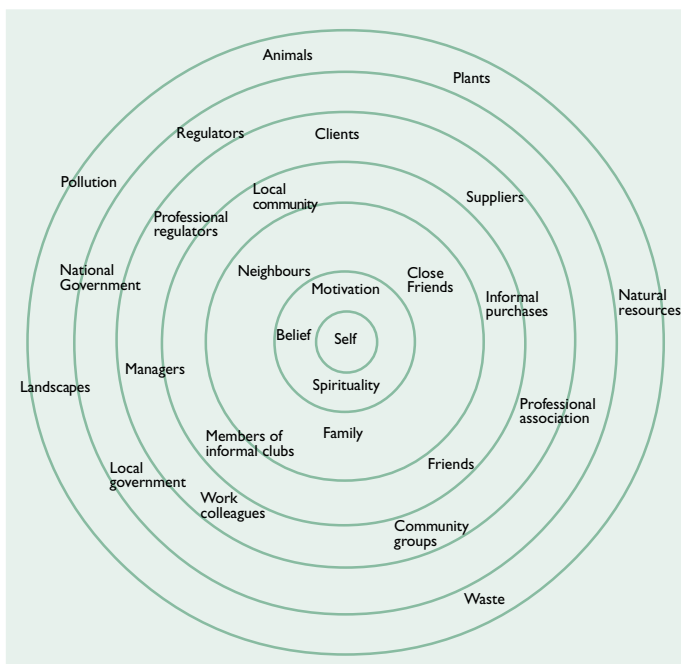 Animals
Plants
Regulators
Clients
Pollution
Local
community
Suppliers
Professional
regulators
National
Government
Neighbours
Close
Friends
Motivation
Informal
purchases
Natural
resources
Belief
Self
Managers
Landscapes
Spirituality
Professional
association
Members of
informal clubs
Family
Friends
Local
government
Work
colleagues
Community
groups
Waste